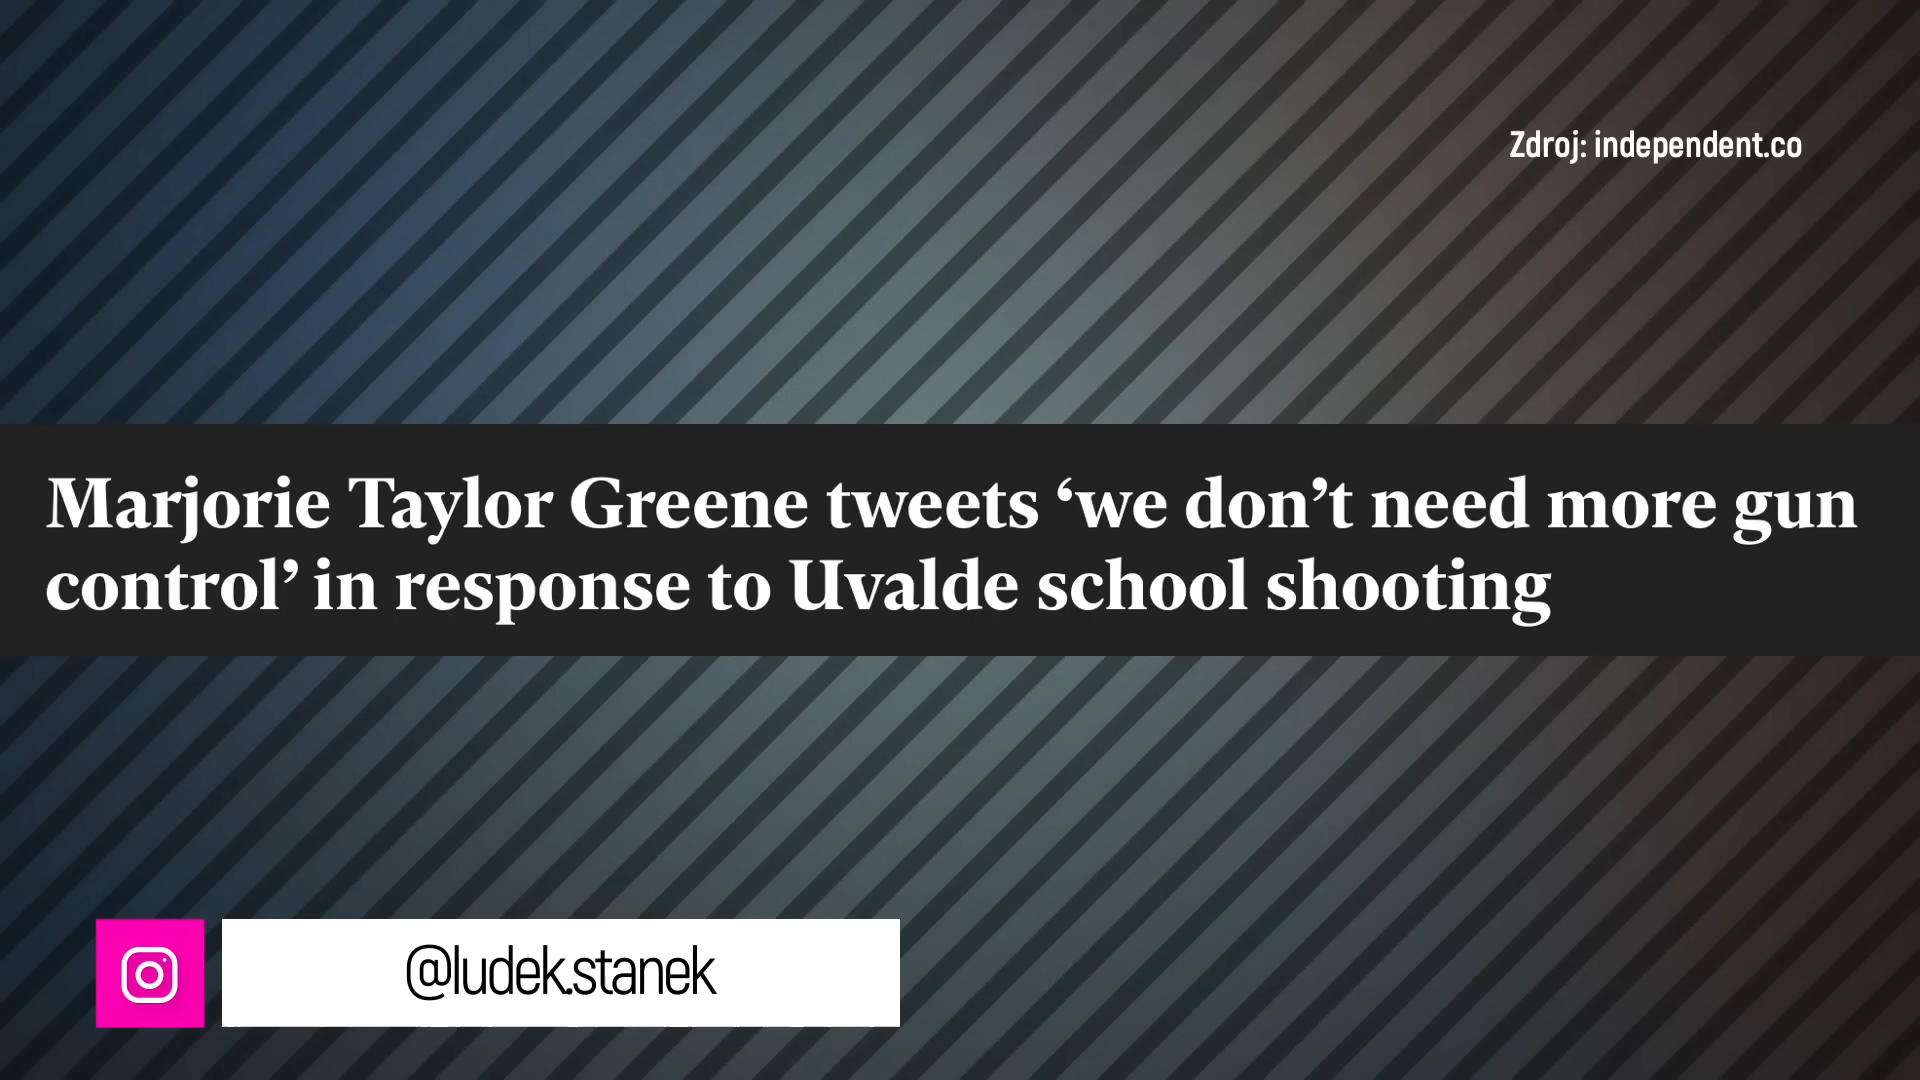 Zdroj: independent.co
Marjorie Taylor Greene tweets ‘we don’t need more gun
control’ in response to Uvalde school shooting
@ludek.stanek